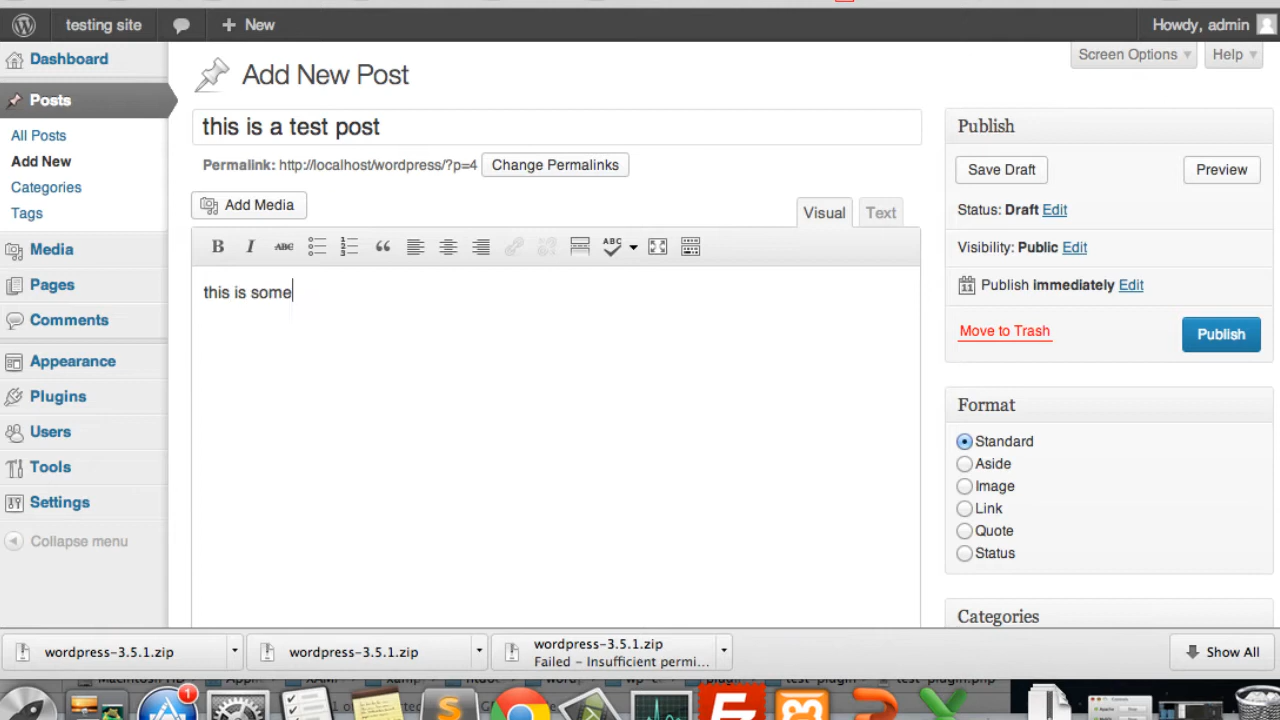 testing site
New
Howdy, admin
Dashboard
Screen Options
Help
Add New Post
Posts
this is a test post
Publish
All Posts
Permalink: http://localhost/wordpress/?p=4 Change Permalinks
Save Draft
Preview
Add New
Categories
Add Media
Visual
Text
Status: Draft Edit
Tags
B I ABC
ABC
Visibility: Public Edit
Media
Pages
this is some
11
Publish immediately Edit
Comments
Move to Trash
Publish
Appearance
Plugins
Format
Users
Standard
Tools
Aside
Image
Settings
Link
Quote
Collapse menu
Status
Categories
wordpress-3.5.1.zip
wordpress-3.5.1.zip
wordpress-3.5.1.zip
Failed – Insufficient permi...
Show All
1